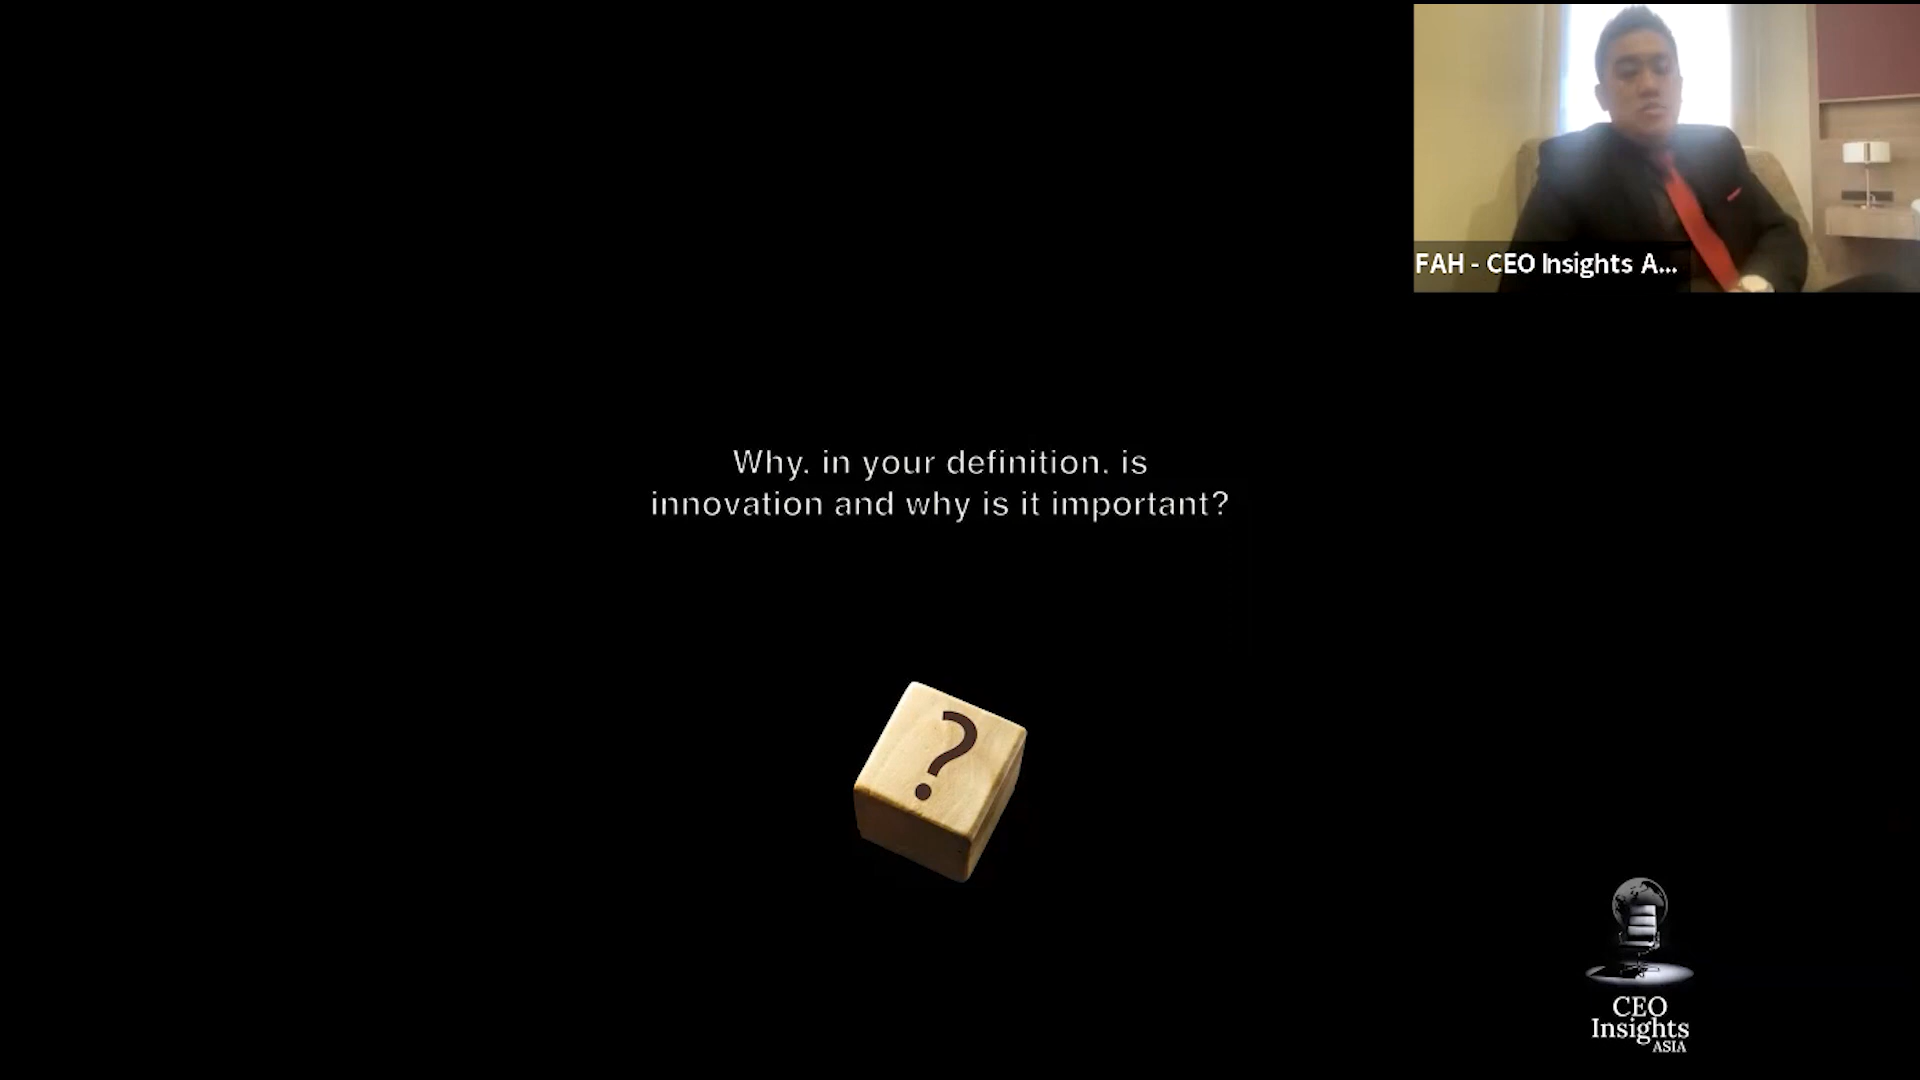 FAH - CEO Insights A...
Why. in your definition. is
innovation and why is it important?
?
CEO
Insights
ASIA